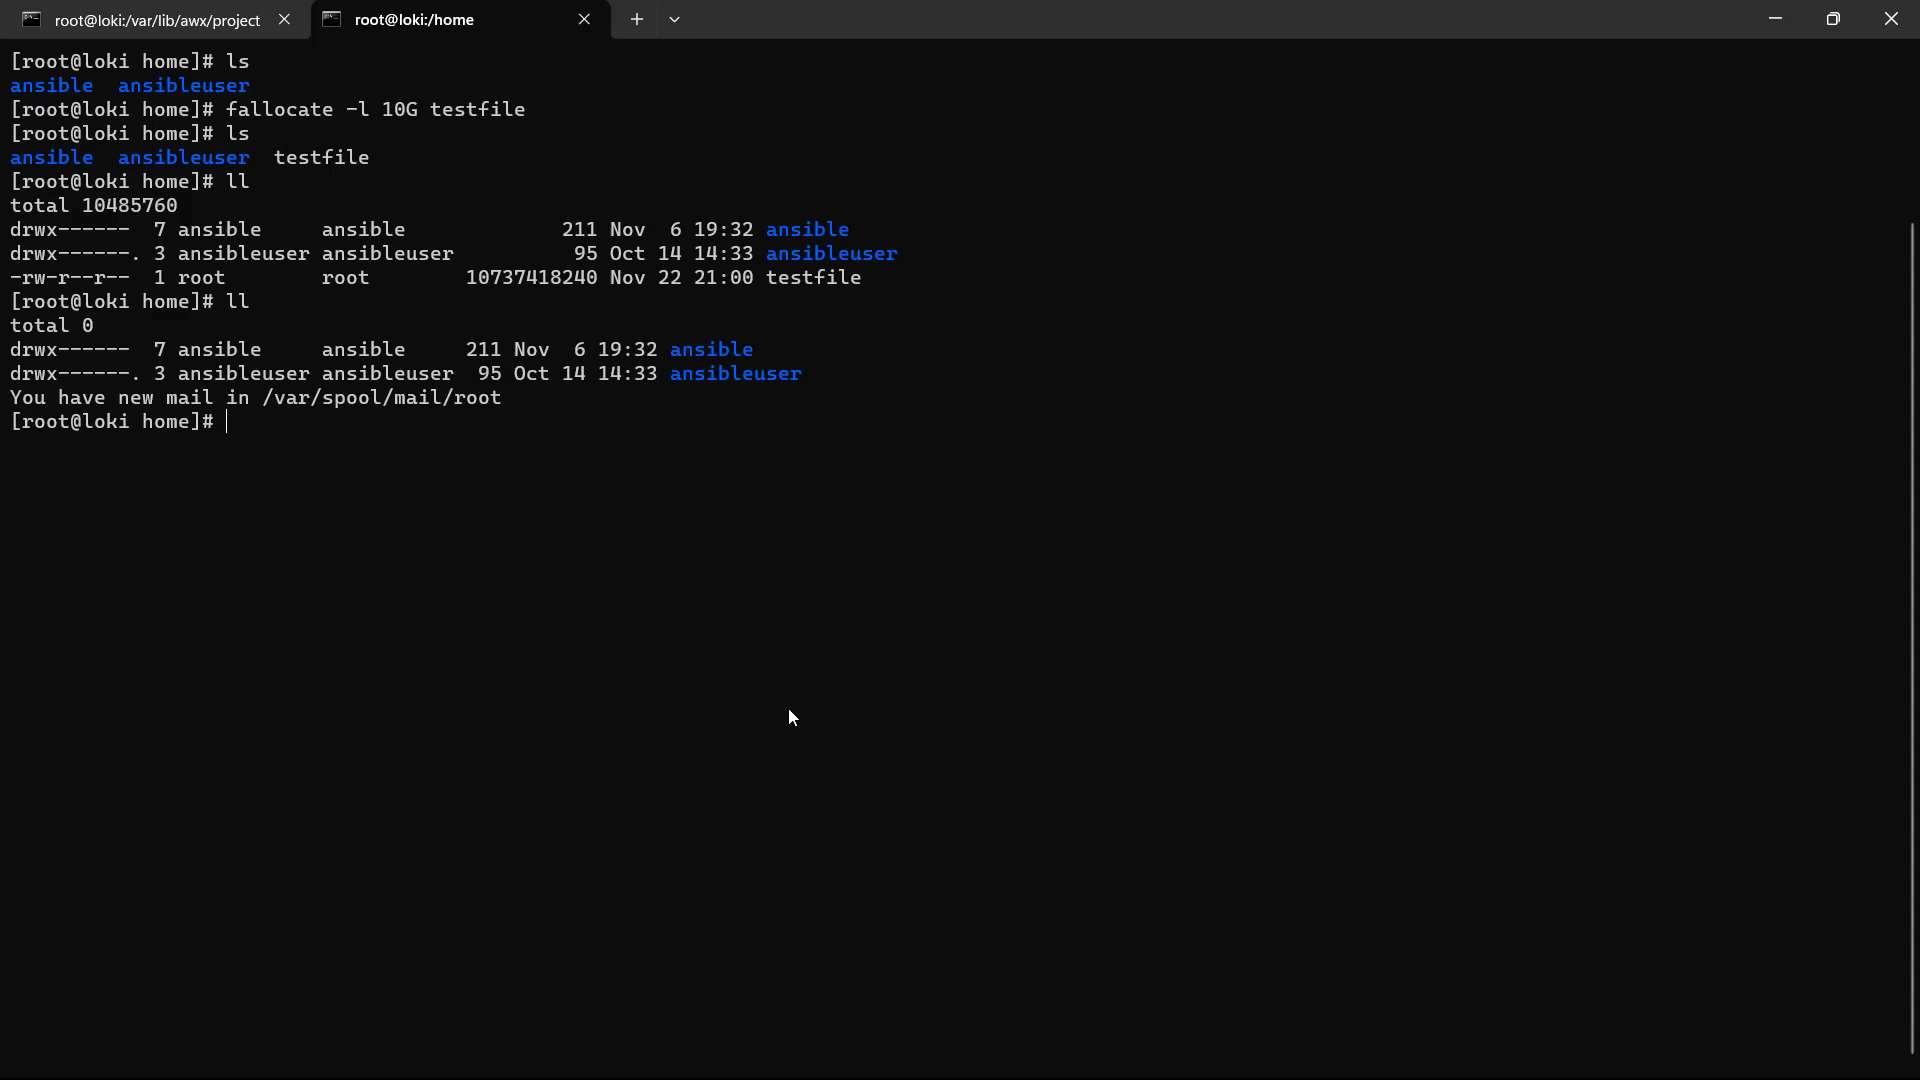 root@loki:/var/lib/awx/project
root@loki:/home
[root@loki home]# ls
ansible  ansibleuser
[root@loki home]# fallocate -l 10G testfile
[root@loki home]# ls
ansible  ansibleuser  testfile
[root@loki home]# ll
total 10485760
drwx------  7 ansible     ansible             211 Nov  6 19:32 ansible
drwx------. 3 ansibleuser ansibleuser          95 Oct 14 14:33 ansibleuser
-rw-r--r--  1 root        root        10737418240 Nov 22 21:00 testfile
[root@loki home]# ll
total 0
drwx------  7 ansible     ansible     211 Nov  6 19:32 ansible
drwx------. 3 ansibleuser ansibleuser  95 Oct 14 14:33 ansibleuser
You have new mail in /var/spool/mail/root
[root@loki home]#